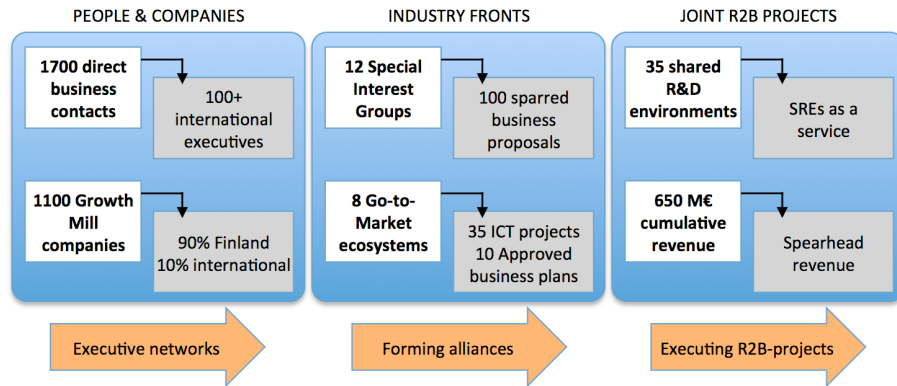 PEOPLE & COMPANIES
1700 direct
business
contacts
100+
international
executives
1100 Growth
Mill
companies
90% Finland
10% international
Executive networks
INDUSTRY FRONTS
12 Special
Interest
Groups
100 sparred
business
proposals
8 Go-to-
Market
ecosystems
35 ICT projects
10 Approved
business plans
Forming alliances
JOINT R2B PROJECTS
35 shared
R&D
environments
SREs as a
service
650 M€
cumulative
revenue
Spearhead
revenue
Executing R2B-projects